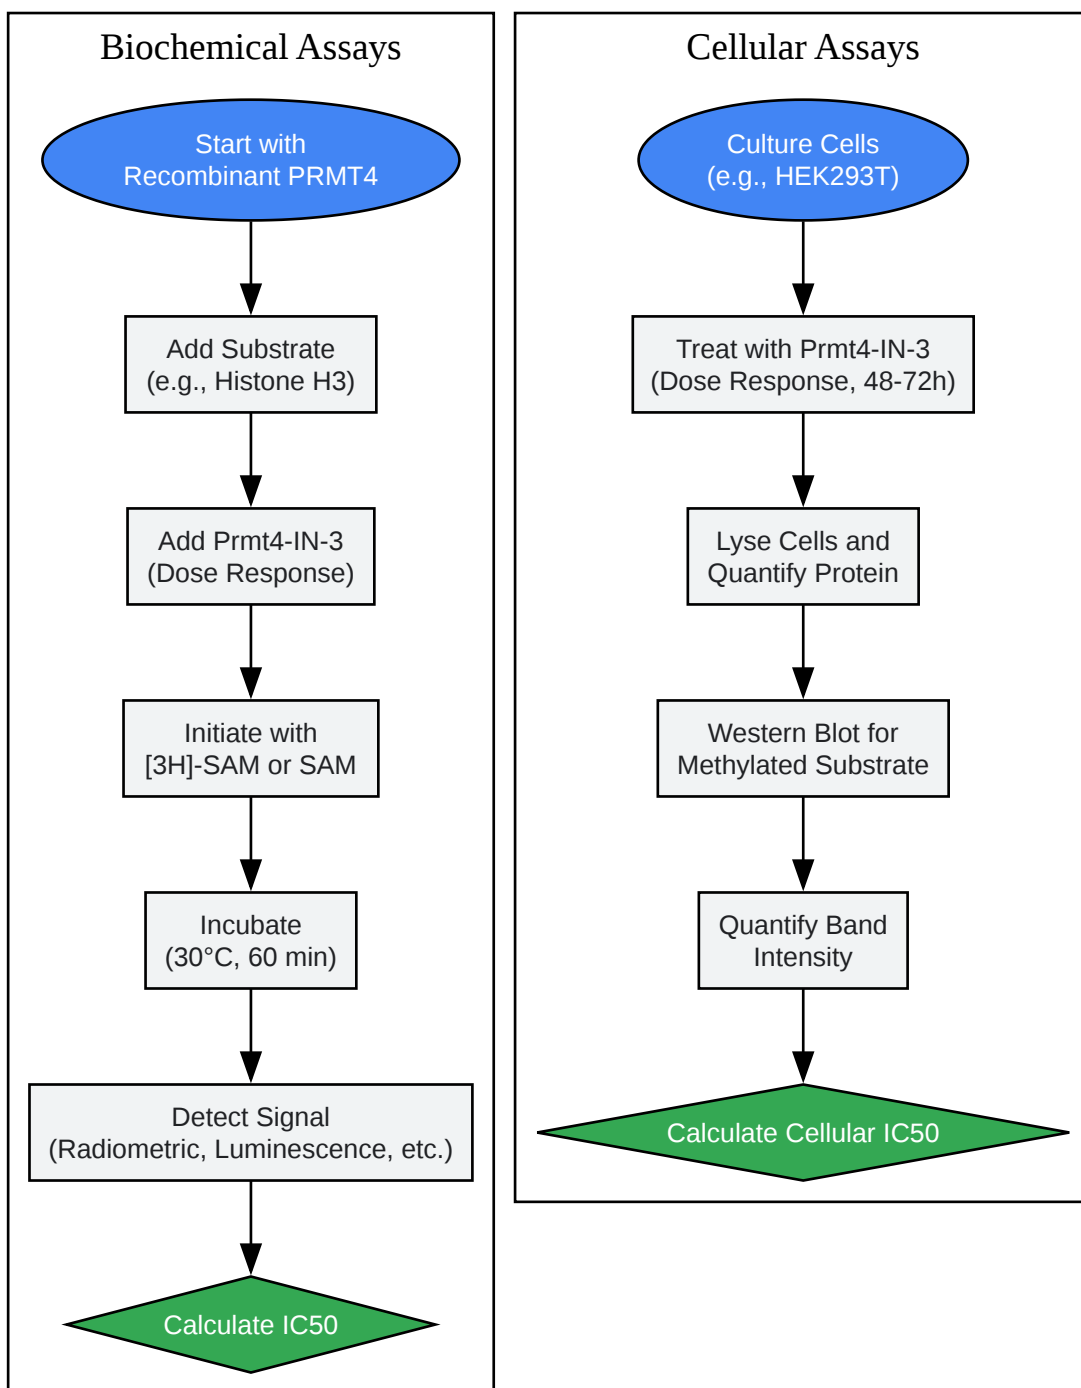 Biochemical Assays
Start with
Recombinant PRMT4
Add Substrate
(e.g., Histone H3)
Add Prmt4-IN-3
(Dose Response)
Initiate with
[3H]-SAM or SAM
Incubate
(30°C, 60 min)
Detect Signal
(Radiometric, Luminescence, etc.)
Calculate IC50
Cellular Assays
Culture Cells
(e.g., HEK293T)
Treat with Prmt4-IN-3
(Dose Response, 48-72h)
Lyse Cells and
Quantify Protein
Western Blot for
Methylated Substrate
Quantify Band
Intensity
Calculate Cellular IC50